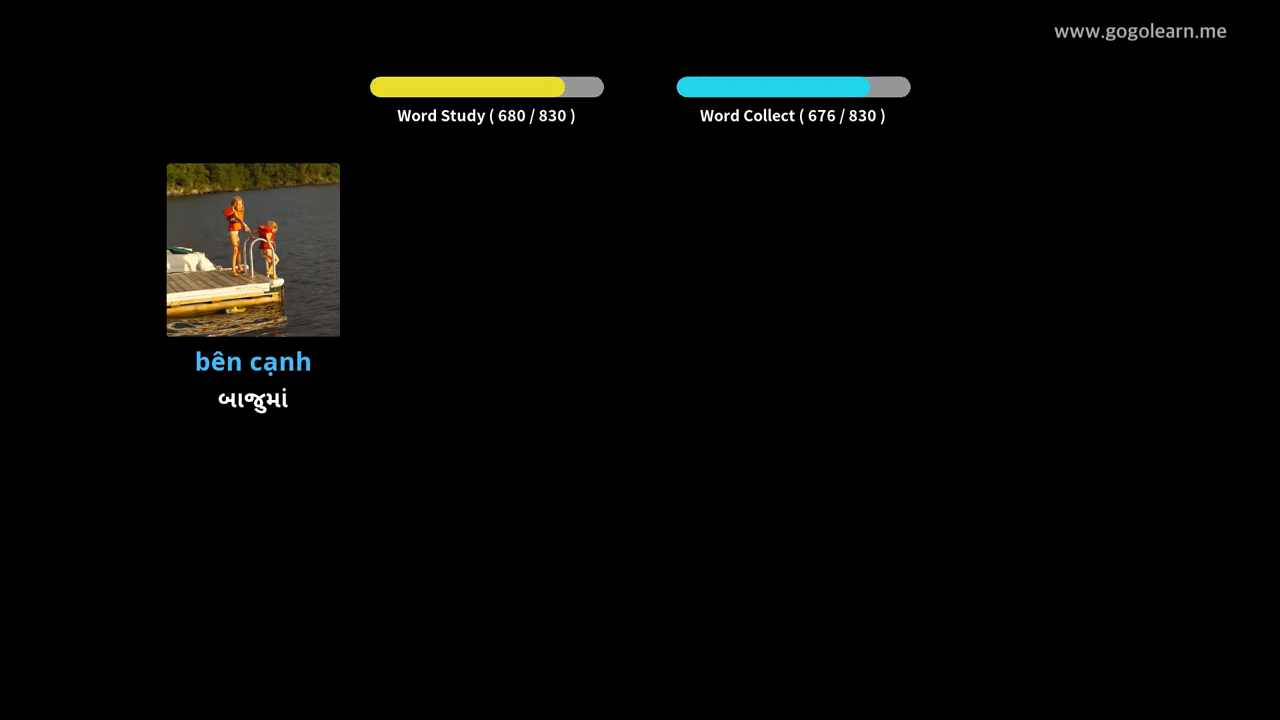 www.gogolearn.me
Word Study ( 680 / 830 )
Word Collect ( 676 / 830 )
bên cạnh
બાજુમાં